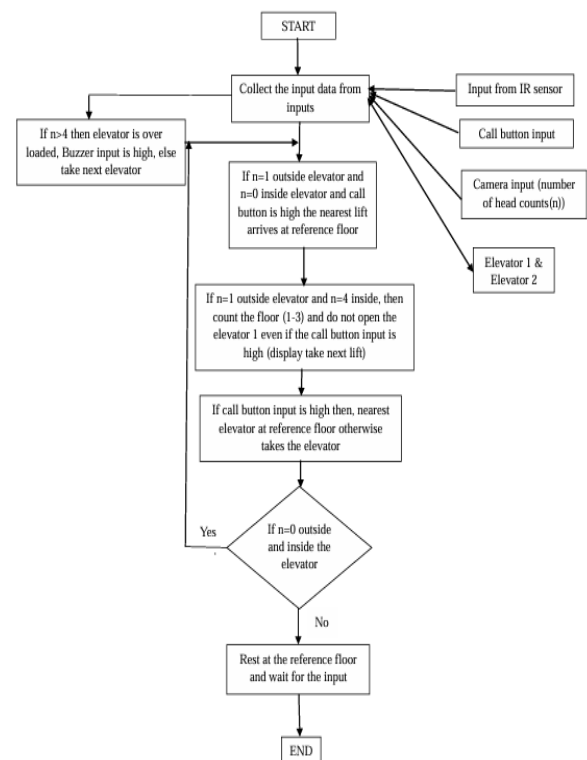 START
Collect the input data from
inputs
Input from IR sensor
Call button input
Camera input (number
of head counts(n))
Elevator 1 &
Elevator 2
If n>4 then elevator is over
loaded, Buzzer input is high, else
take next elevator
If n=1 outside elevator and
n=0 inside elevator and call
button is high the nearest lift
arrives at reference floor
If n=1 outside elevator and n=4 inside, then
count the floor (1-3) and do not open the
elevator 1 even if the call button input is
high (display take next lift)
If call button input is high then, nearest
elevator at reference floor otherwise
takes the elevator
Yes
If n=0 outside
and inside the
elevator
No
Rest at the reference floor
and wait for the input
END